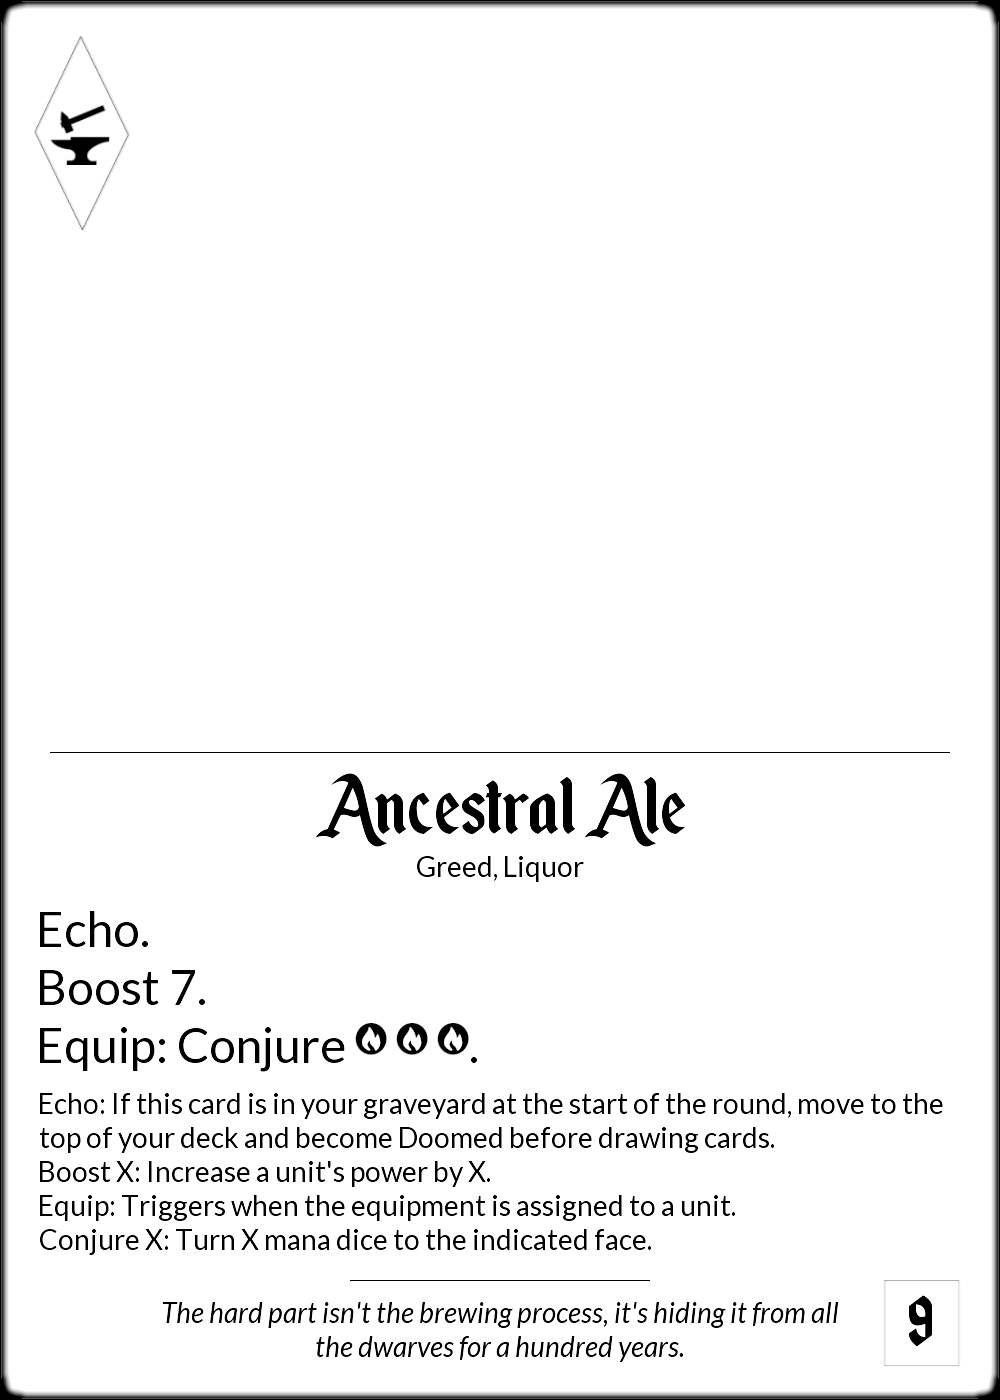 Ancestral Ale
Greed, Liquor
Echo.
Boost 7.
Equip: Conjure .
Echo: If this card is in your graveyard at the start of the round, move to the
top of your deck and become Doomed before drawing cards.
Boost X: Increase a unit's power by X.
Equip: Triggers when the equipment is assigned to a unit.
Conjure X: Turn X mana dice to the indicated face.
The hard part isn't the brewing process, it's hiding it from all
the dwarves for a hundred years.
9